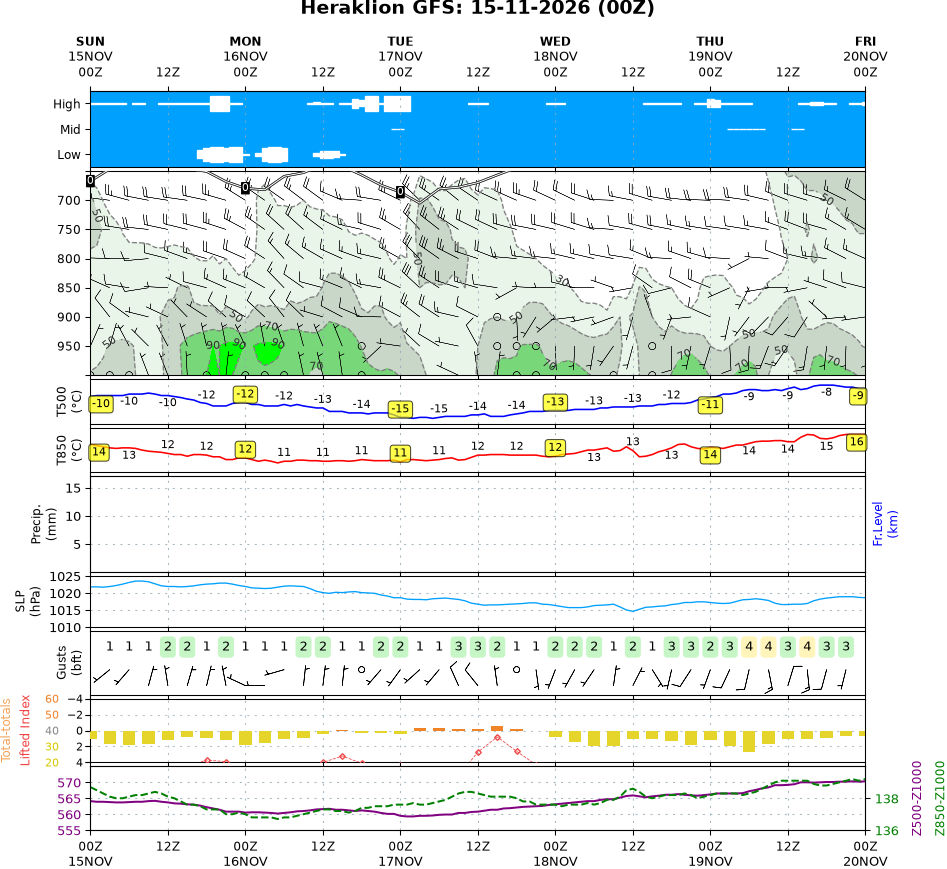 Heraklion GFS: 15-11-2026 (00Z)
SUN MON TUE WED THU FRI
15NOV 16NOV 17NOV 18NOV 19NOV 20NOV
00Z 12Z 00Z 12Z 00Z 12Z 00Z 12Z 00Z 12Z 00Z
High
Mid
Low
0 0 0
700
750
800
850
900
950
50 50 50 30 50 50 70 90 90 90 70 50 70 70 70 50 50 70
T500 (°C)
-10 -10 -10 -12 -12 -12 -13 -14 -15 -15 -14 -14 -13 -13 -13 -12 -11 -9 -9 -8 -9
T850 (°C)
14 13 12 12 12 11 11 11 11 11 12 12 12 13 13 13 14 14 14 15 16
Precip. (mm)
15
10
5
Fr.Level (km)
SLP (hPa)
1025
1020
1015
1010
Gusts (bft)
1 1 1 2 2 1 2 1 1 1 2 2 1 1 2 2 1 1 3 3 2 1 1 2 2 2 1 2 1 3 3 2 3 4 4 3 4 3 3
Total-totals
Lifted Index
60 −4
50 −2
40 0
30 2
20 4
570
565
560
555
138
136
Z500-Z1000
Z850-Z1000
00Z 12Z 00Z 12Z 00Z 12Z 00Z 12Z 00Z 12Z 00Z
15NOV 16NOV 17NOV 18NOV 19NOV 20NOV